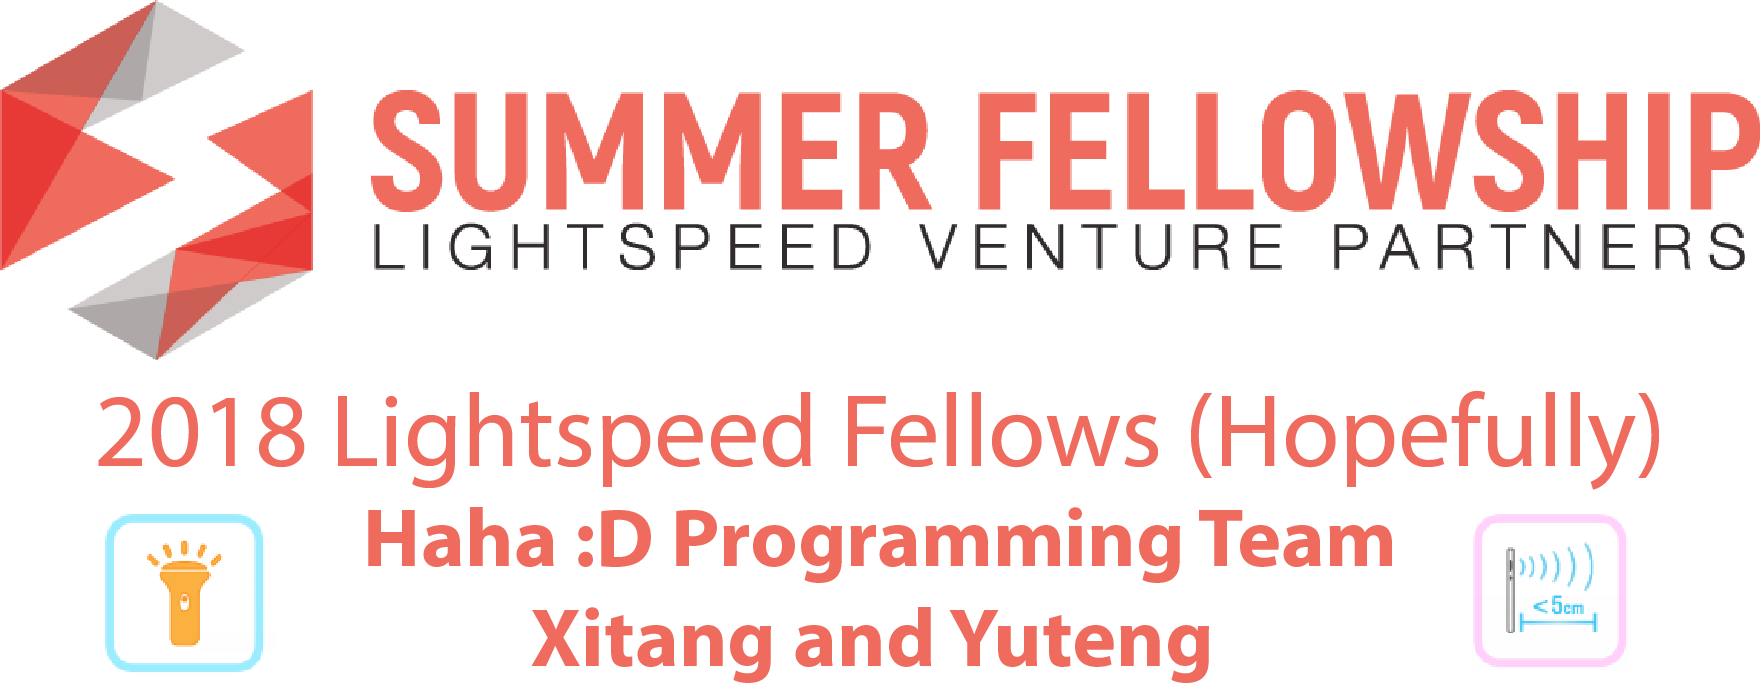 SUMMER FELLOWSHIP
LIGHTSPEED VENTURE PARTNERS
2018 Lightspeed Fellows (Hopefully)
Haha :D Programming Team
<5cm
Xitang and Yuteng